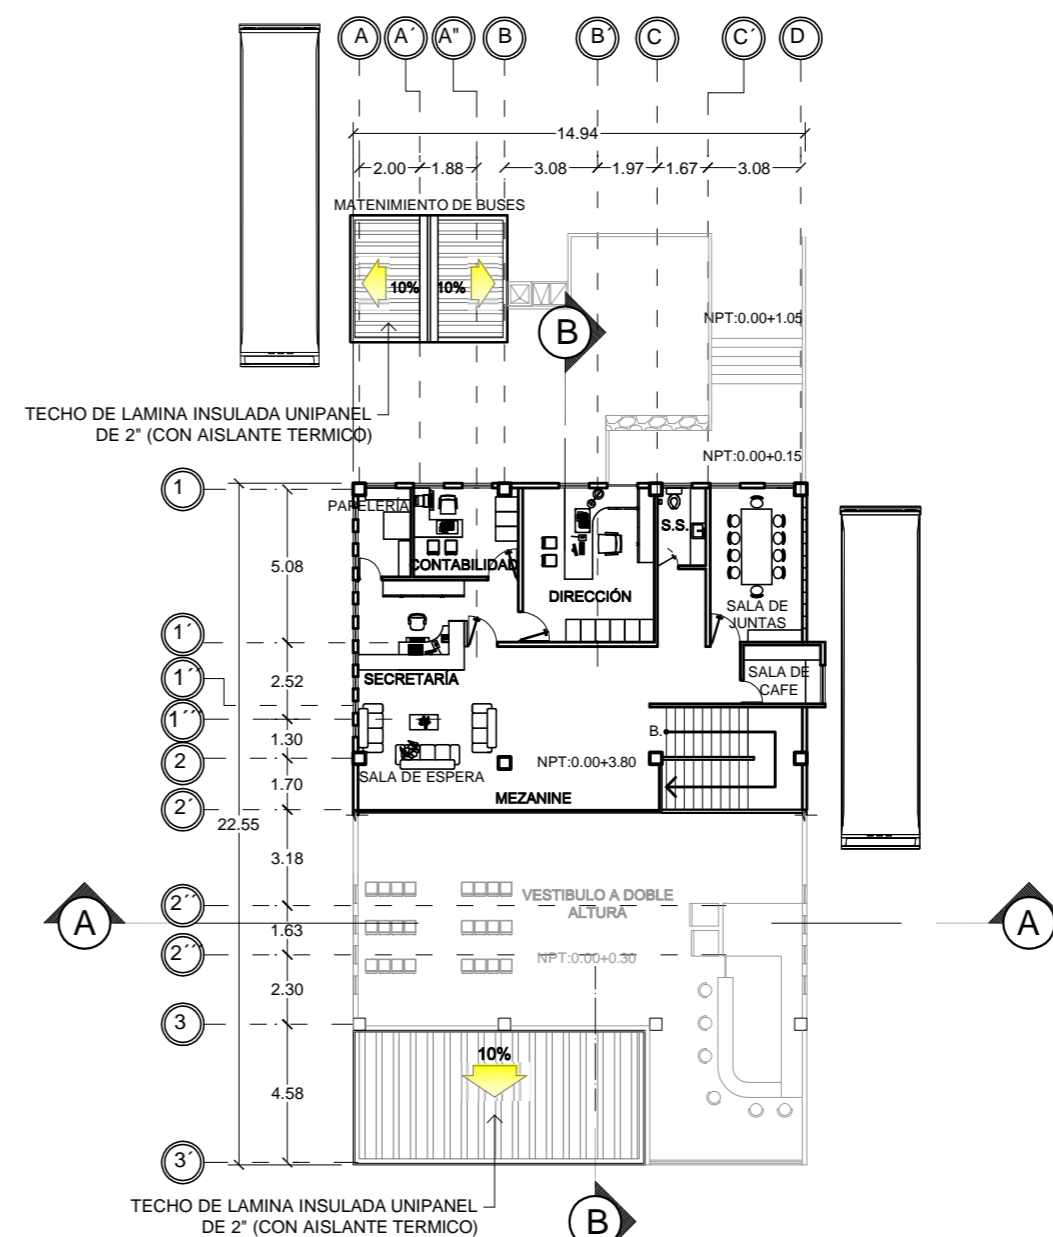 A A´ A" B B´ C C´ D
14.94
2.00 1.88 3.08 1.97 1.67 3.08
MATENIMIENTO DE BUSES
10% 10%
B
NPT:0.00+1.05
TECHO DE LAMINA INSULADA UNIPANEL
DE 2" (CON AISLANTE TERMICO)
NPT:0.00+0.15
1
PAPELERÍA
S.S.
5.08
CONTABILIDAD
DIRECCIÓN
SALA DE
JUNTAS
1´
SECRETARÍA
SALA DE
CAFE
1´´
2.52
1´´´
B.
1.30
2
NPT:0.00+3.80
SALA DE ESPERA
1.70
MEZANINE
2´
22.55
3.18
VESTIBULO A DOBLE
ALTURA
2´´
A
A
1.63
2´´´
NPT:0.00+0.30
2.30
3
10%
4.58
3´
TECHO DE LAMINA INSULADA UNIPANEL
DE 2" (CON AISLANTE TERMICO)
B